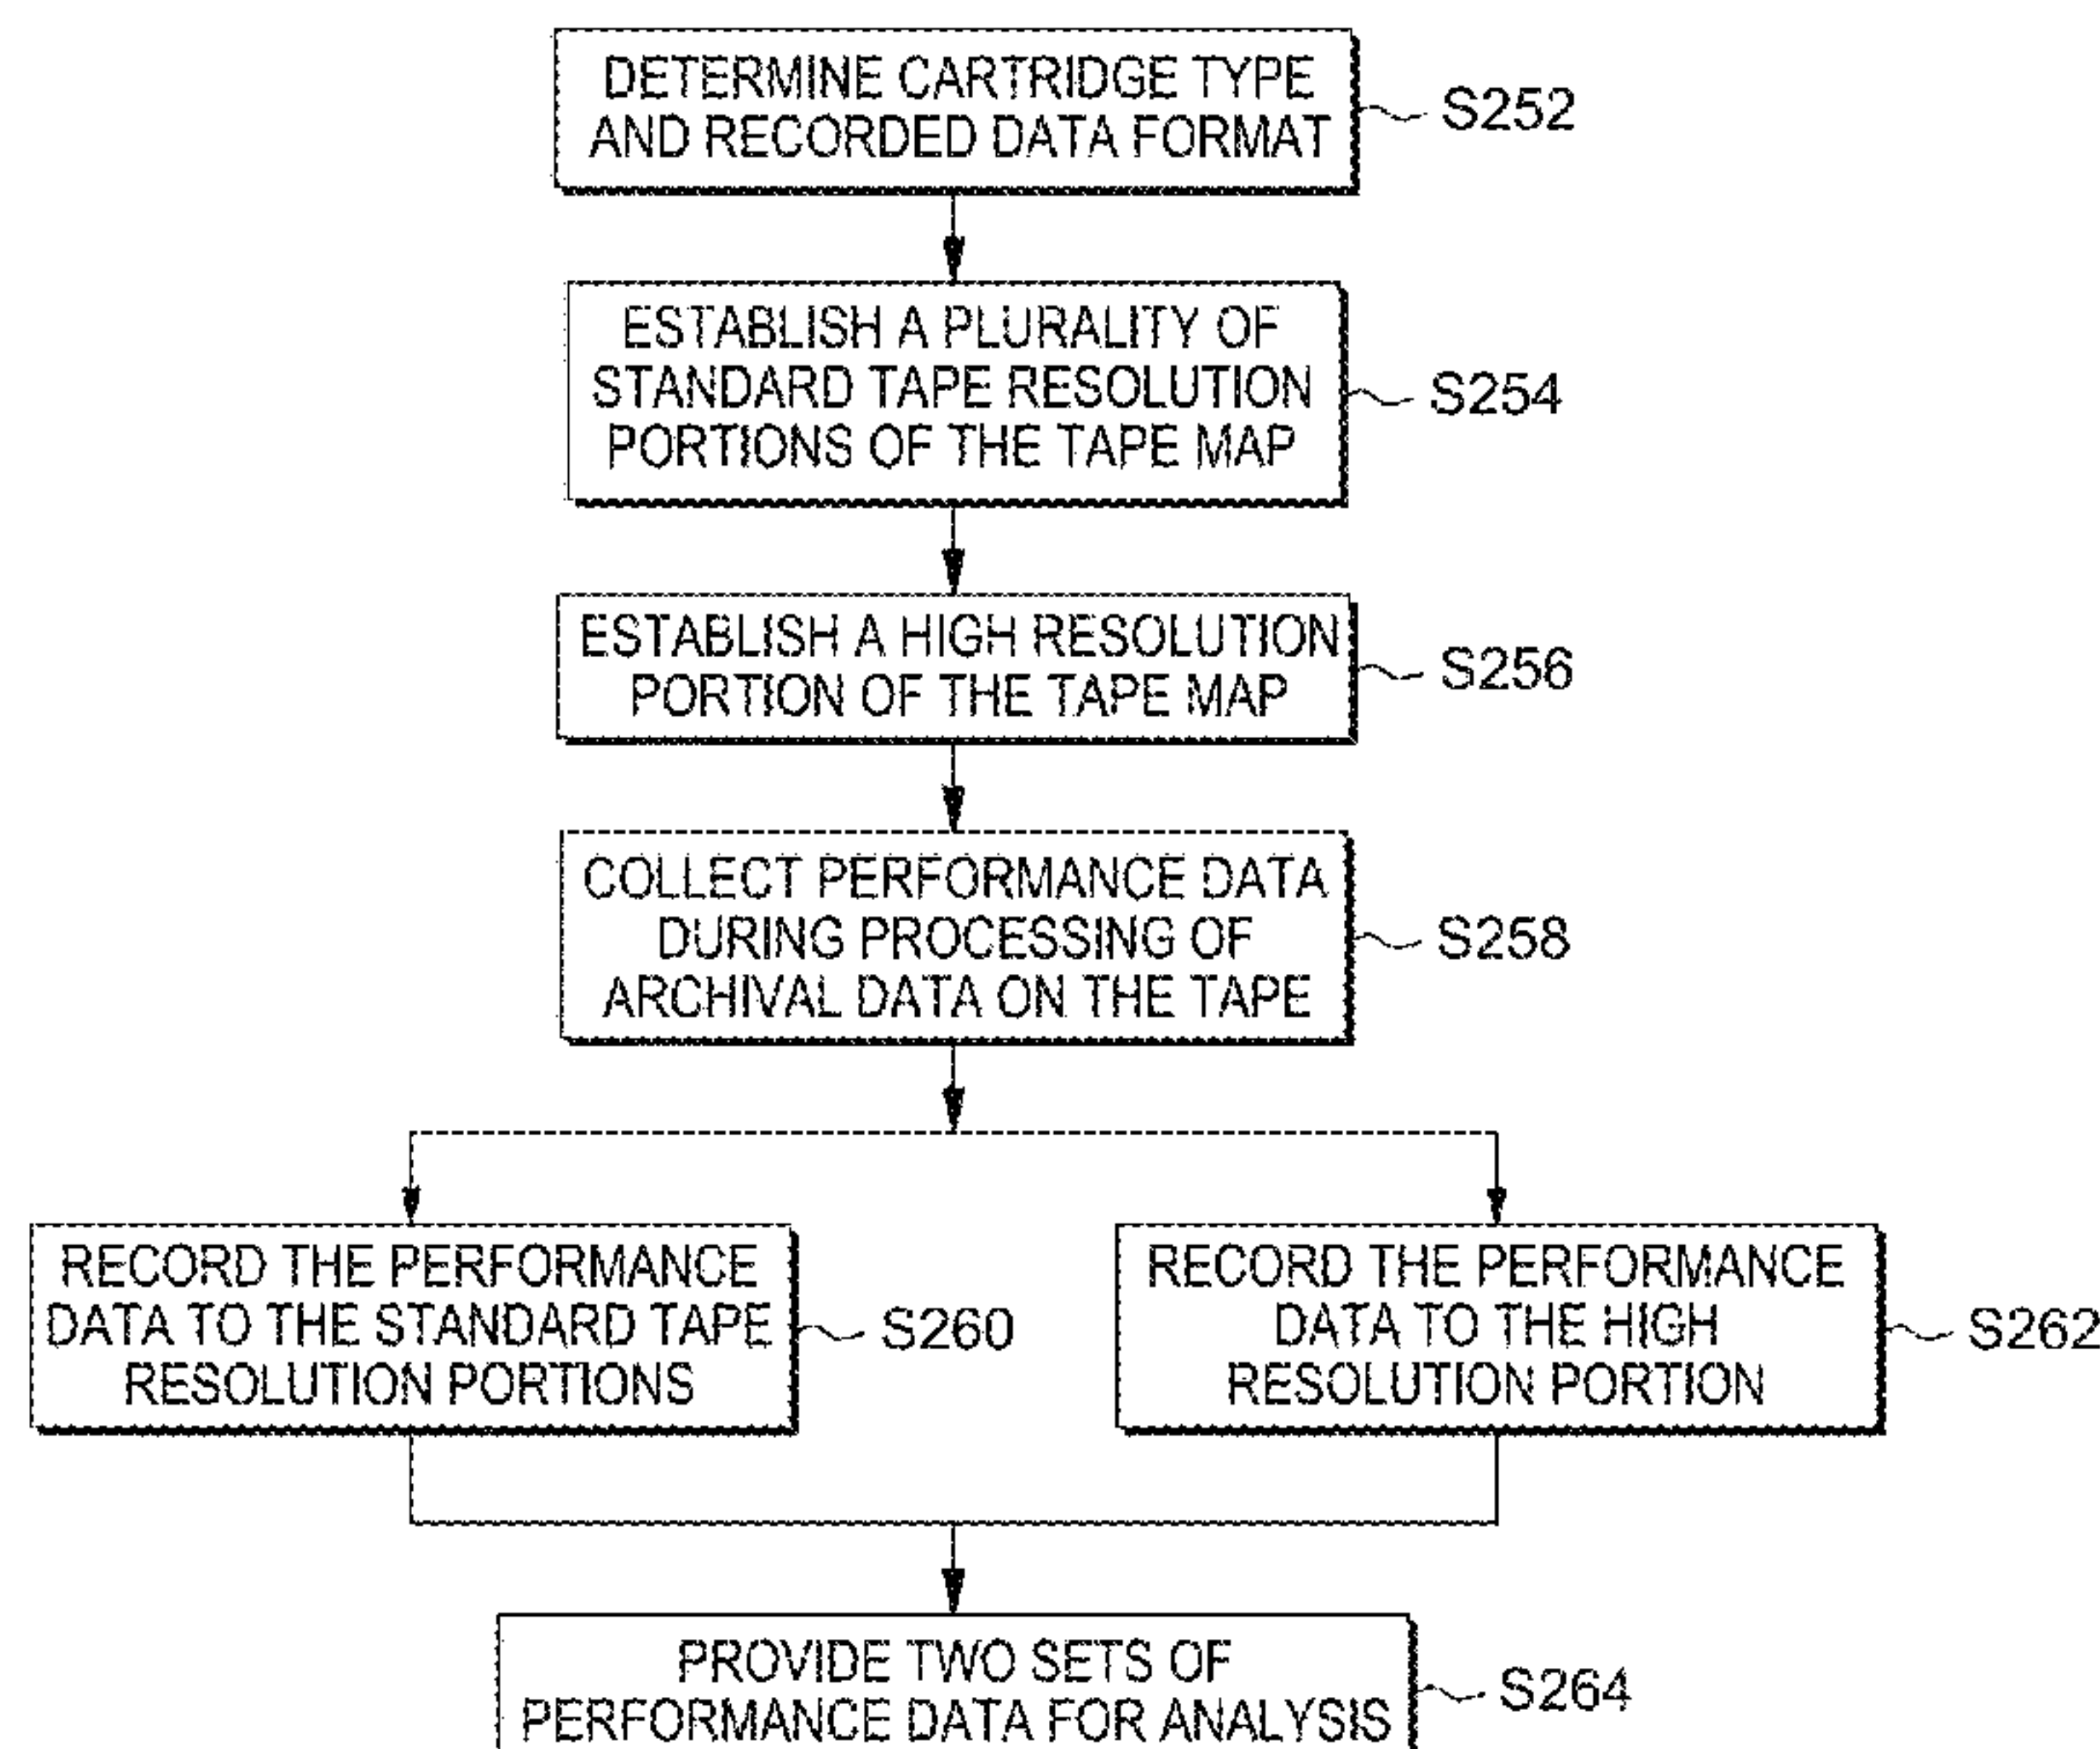 DETERMINE CARTRIDGE TYPE
AND RECORDED DATA FORMAT
S252
ESTABLISH A PLURALITY OF
STANDARD TAPE RESOLUTION
PORTIONS OF THE TAPE MAP
S254
ESTABLISH A HIGH RESOLUTION
PORTION OF THE TAPE MAP
S256
COLLECT PERFORMANCE DATA
DURING PROCESSING OF
ARCHIVAL DATA ON THE TAPE
S258
RECORD THE PERFORMANCE
DATA TO THE STANDARD TAPE
RESOLUTION PORTIONS
S260
RECORD THE PERFORMANCE
DATA TO THE HIGH
RESOLUTION PORTION
S262
PROVIDE TWO SETS OF
PERFORMANCE DATA FOR ANALYSIS
S264